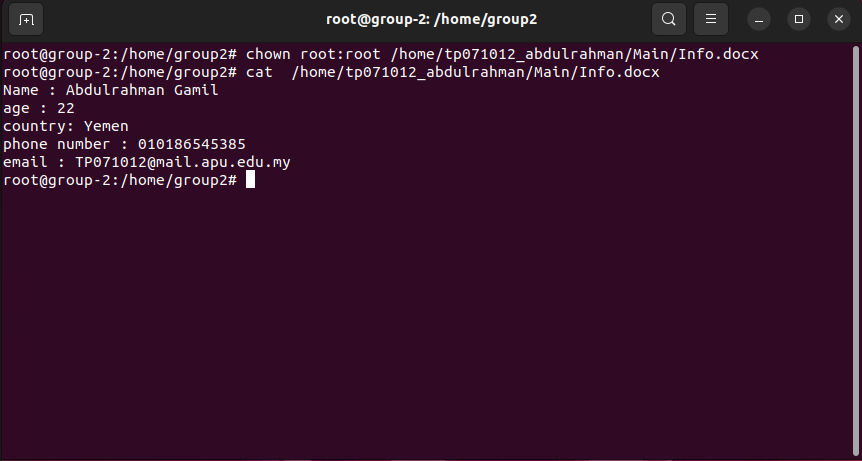 root@group-2: /home/group2
root@group-2:/home/group2# chown root:root /home/tp071012_abdulrahman/Main/Info.docx
root@group-2:/home/group2# cat  /home/tp071012_abdulrahman/Main/Info.docx
Name : Abdulrahman Gamil
age : 22
country: Yemen
phone number : 010186545385
email : TP071012@mail.apu.edu.my
root@group-2:/home/group2#